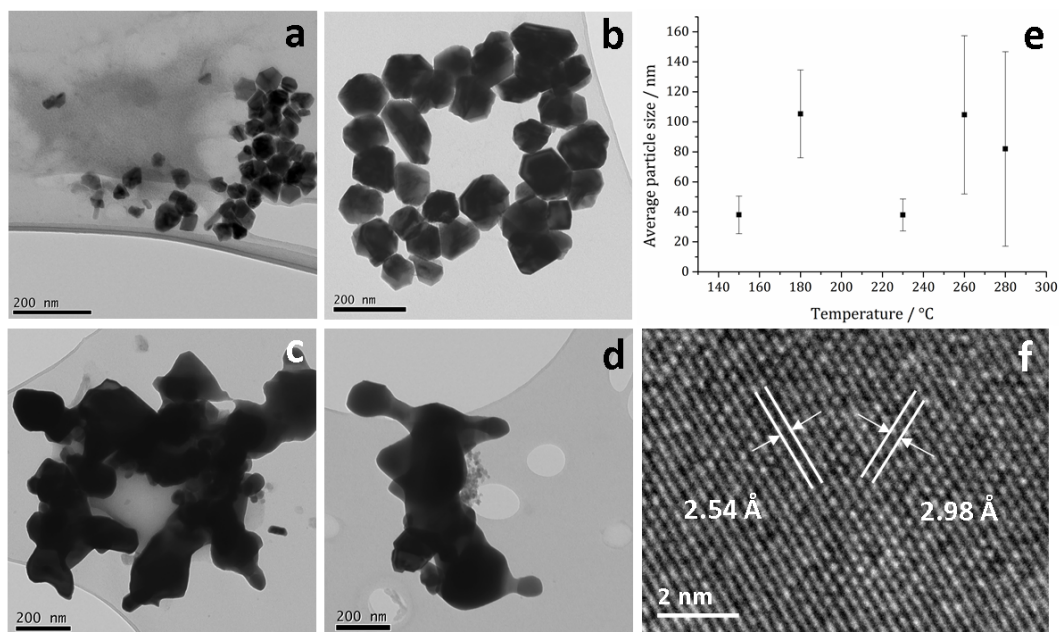 a
200 nm
b
200 nm
e
160
140
120
100
80
60
40
20
0
Average particle size / nm
140 160 180 200 220 240 260 280 300
Temperature / °C
c
200 nm
d
200 nm
f
2.54 Å
2.98 Å
2 nm